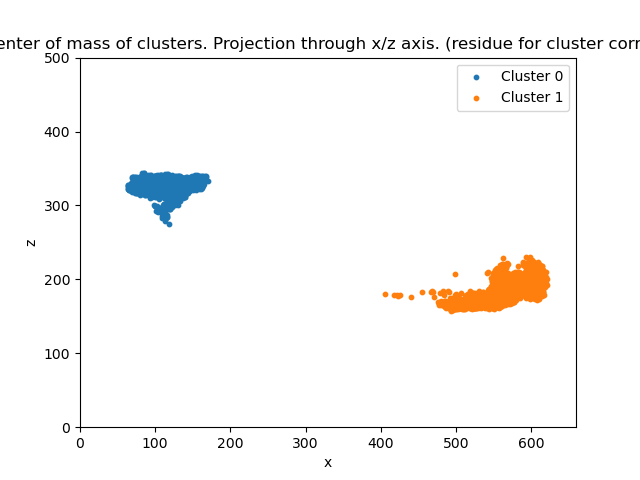 enter of mass of clusters. Projection through x/z axis. (residue for cluster corr
Cluster 0
Cluster 1
500
400
300
200
100
0
z
0 100 200 300 400 500 600
x